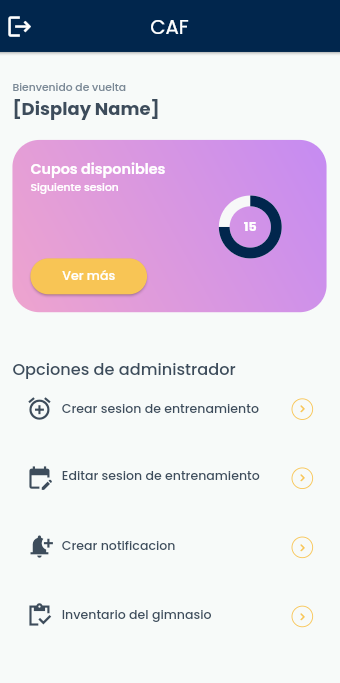 CAF
Bienvenido de vuelta
[Display Name]
Cupos disponibles
Siguiente sesion
15
Ver más
Opciones de administrador
Crear sesion de entrenamiento
Editar sesion de entrenamiento
Crear notificacion
Inventario del gimnasio